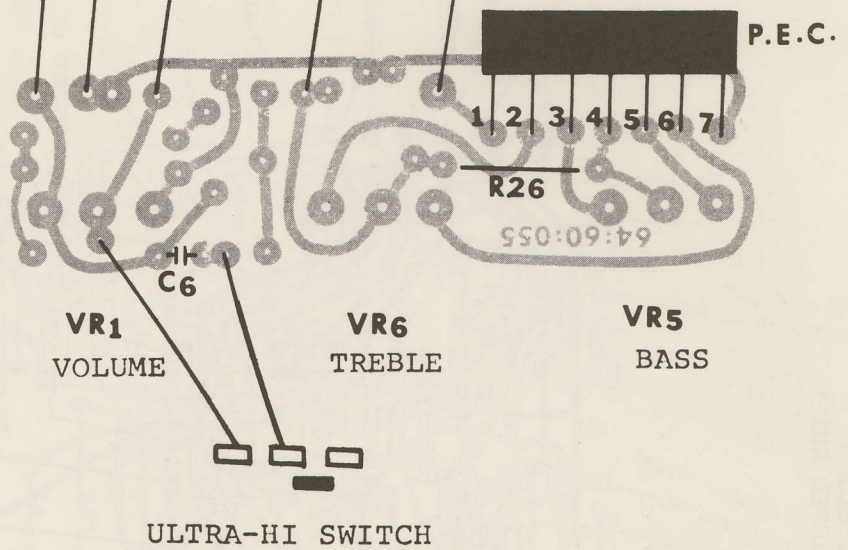 P.E.C.
1 2 3 4 5 6 7
R26
64:60:055
C6
VR1
VOLUME
VR6
TREBLE
VR5
BASS
ULTRA-HI SWITCH